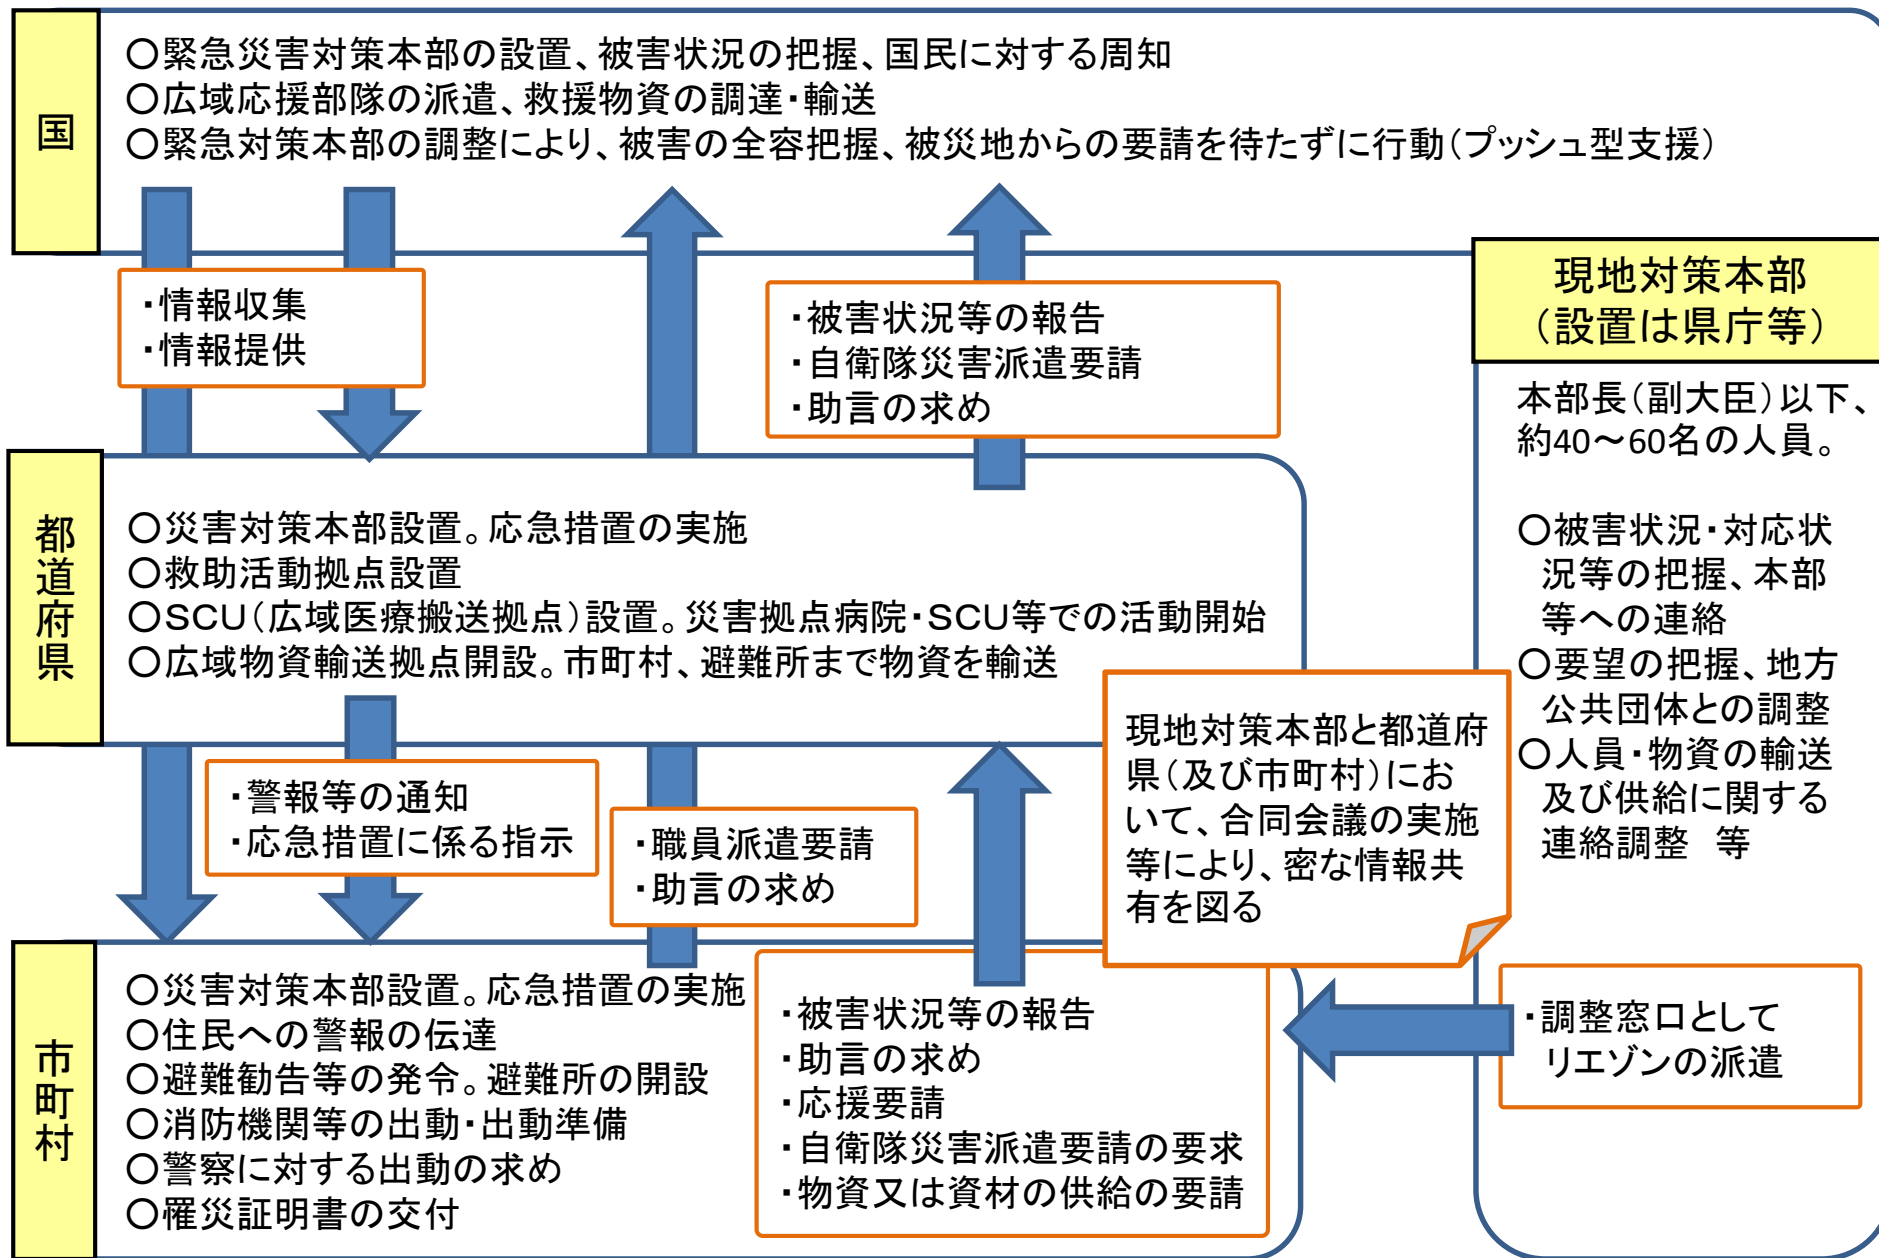 国
○緊急災害対策本部の設置、被害状況の把握、国民に対する周知
○広域応援部隊の派遣、救援物資の調達・輸送
○緊急対策本部の調整により、被害の全容把握、被災地からの要請を待たずに行動(プッシュ型支援)
・情報収集
・情報提供
・被害状況等の報告
・自衛隊災害派遣要請
・助言の求め
現地対策本部
(設置は県庁等)
本部長(副大臣)以下、
約40~60名の人員。
○被害状況・対応状
況等の把握、本部
等への連絡
○要望の把握、地方
公共団体との調整
○人員・物資の輸送
及び供給に関する
連絡調整 等
都道府県
○災害対策本部設置。応急措置の実施
○救助活動拠点設置
○SCU(広域医療搬送拠点)設置。災害拠点病院・SCU等での活動開始
○広域物資輸送拠点開設。市町村、避難所まで物資を輸送
・警報等の通知
・応急措置に係る指示
・職員派遣要請
・助言の求め
現地対策本部と都道府
県(及び市町村)にお
いて、合同会議の実施
等により、密な情報共
有を図る
市町村
○災害対策本部設置。応急措置の実施
○住民への警報の伝達
○避難勧告等の発令。避難所の開設
○消防機関等の出動・出動準備
○警察に対する出動の求め
○罹災証明書の交付
・被害状況等の報告
・助言の求め
・応援要請
・自衛隊災害派遣要請の要求
・物資又は資材の供給の要請
・調整窓口として
リエゾンの派遣